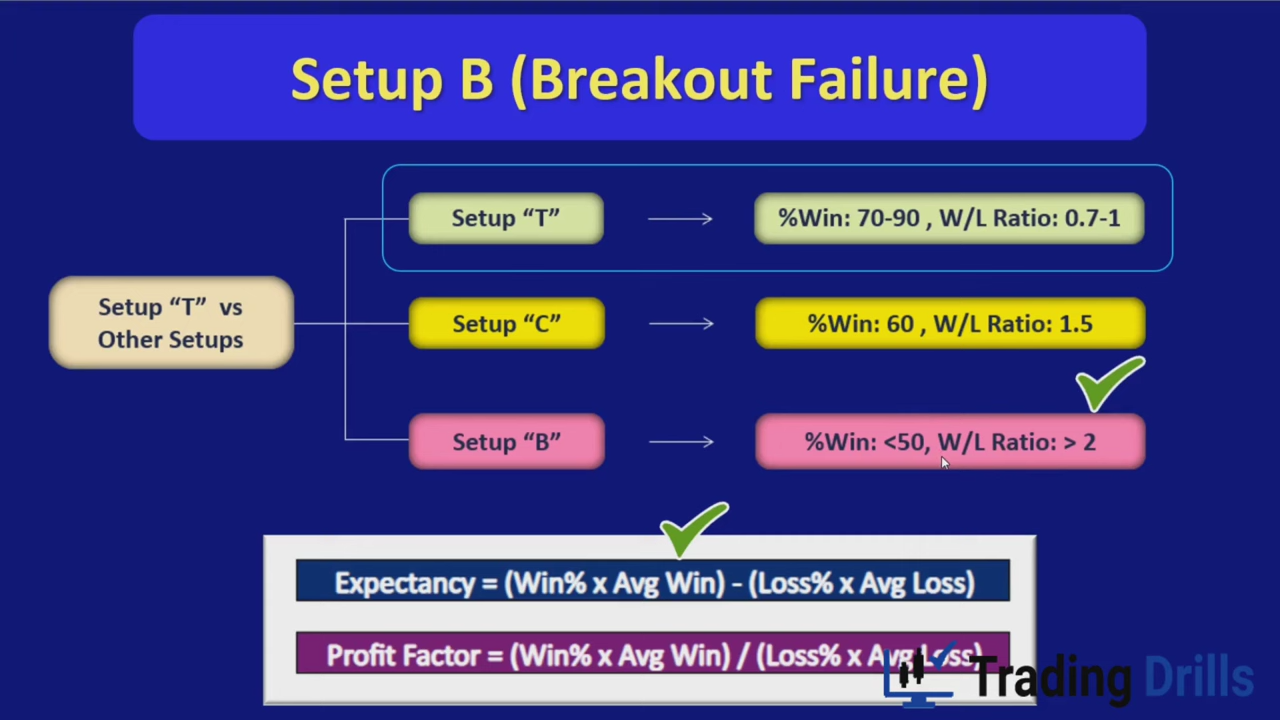 Setup B (Breakout Failure)
Setup “T”
%Win: 70-90 , W/L Ratio: 0.7-1
Setup “T” vs
Other Setups
Setup “C”
%Win: 60 , W/L Ratio: 1.5
Setup “B”
%Win: <50, W/L Ratio: > 2
Expectancy = (Win% x Avg Win) - (Loss% x Avg Loss)
Profit Factor = (Win% x Avg Win) / (Loss% x Avg Loss)
Trading Drills